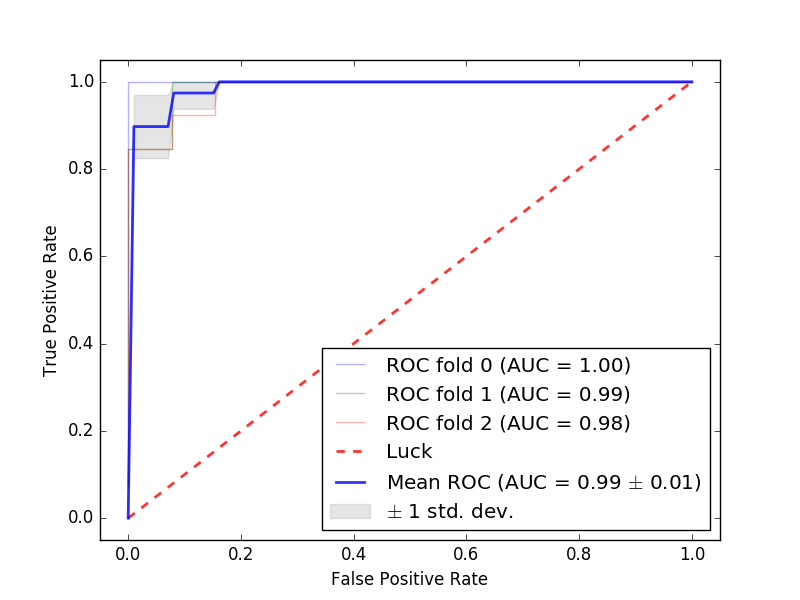 1.0
0.8
0.6
0.4
0.2
0.0
True Positive Rate
ROC fold 0 (AUC = 1.00)
ROC fold 1 (AUC = 0.99)
ROC fold 2 (AUC = 0.98)
Luck
Mean ROC (AUC = 0.99 ± 0.01)
± 1 std. dev.
0.0 0.2 0.4 0.6 0.8 1.0
False Positive Rate